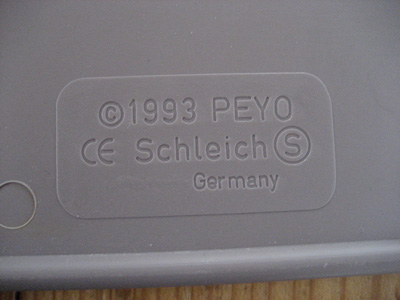 ©1993 PEYO
CE Schleich Ⓢ
Germany